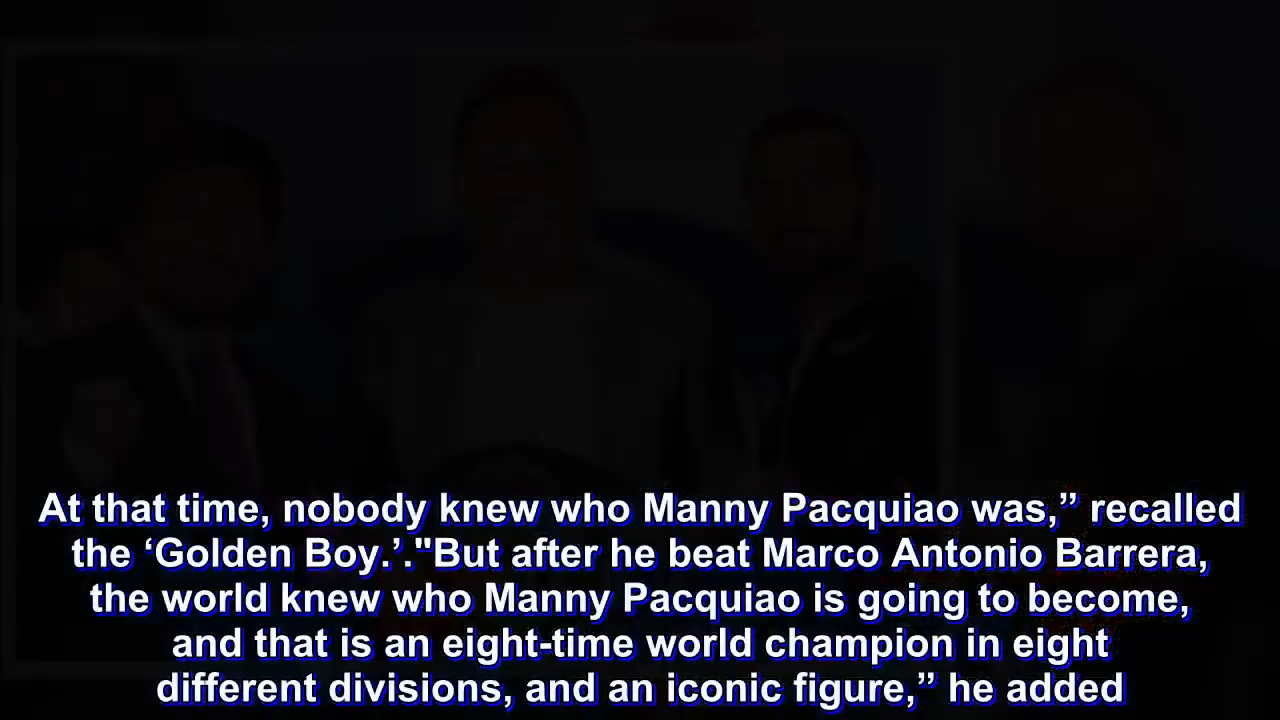 At that time, nobody knew who Manny Pacquiao was,” recalled
the ‘Golden Boy.’."But after he beat Marco Antonio Barrera,
the world knew who Manny Pacquiao is going to become,
and that is an eight-time world champion in eight
different divisions, and an iconic figure,” he added